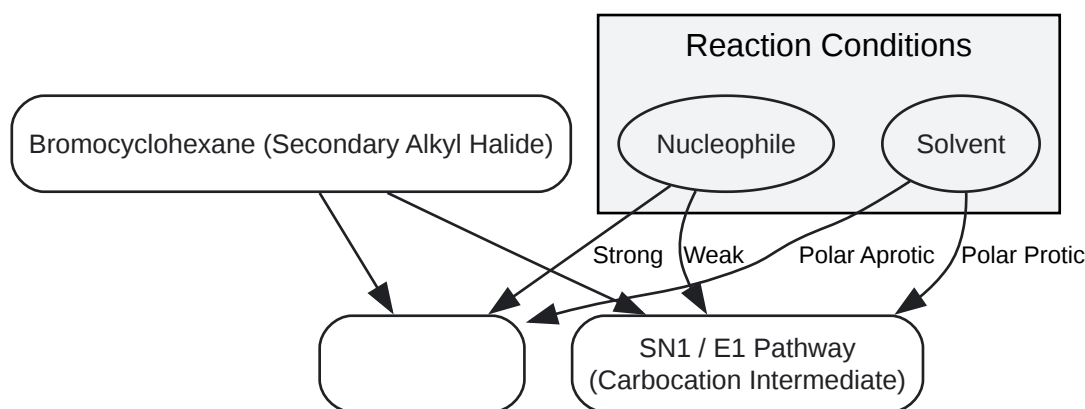 Reaction Conditions
Bromocyclohexane (Secondary Alkyl Halide)
Nucleophile
Solvent
Strong
Weak
Polar Aprotic
Polar Protic
SN1 / E1 Pathway
(Carbocation Intermediate)